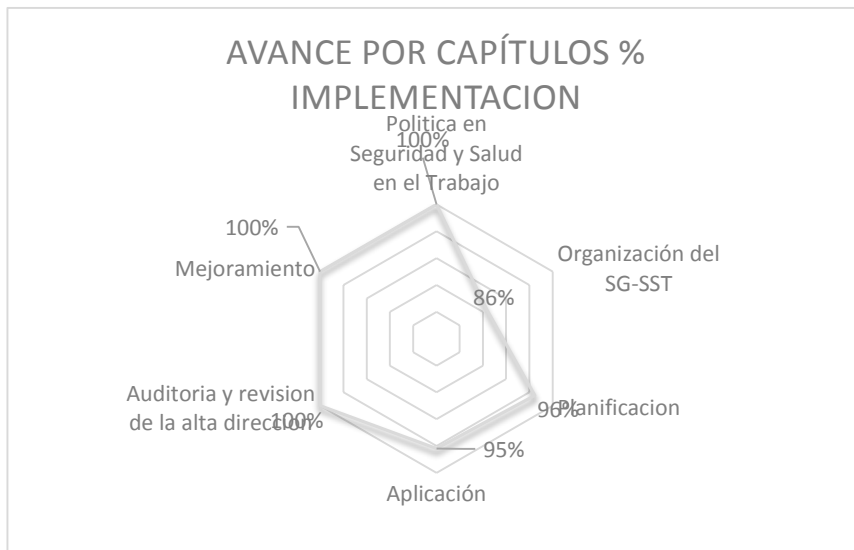 AVANCE POR CAPÍTULOS %
IMPLEMENTACION
Politica en
100%
Seguridad y Salud
en el Trabajo
100%
Mejoramiento
Organización del
SG-SST
86%
Auditoria y revision
de la alta dirección
100%
Planificacion
96%
95%
Aplicación